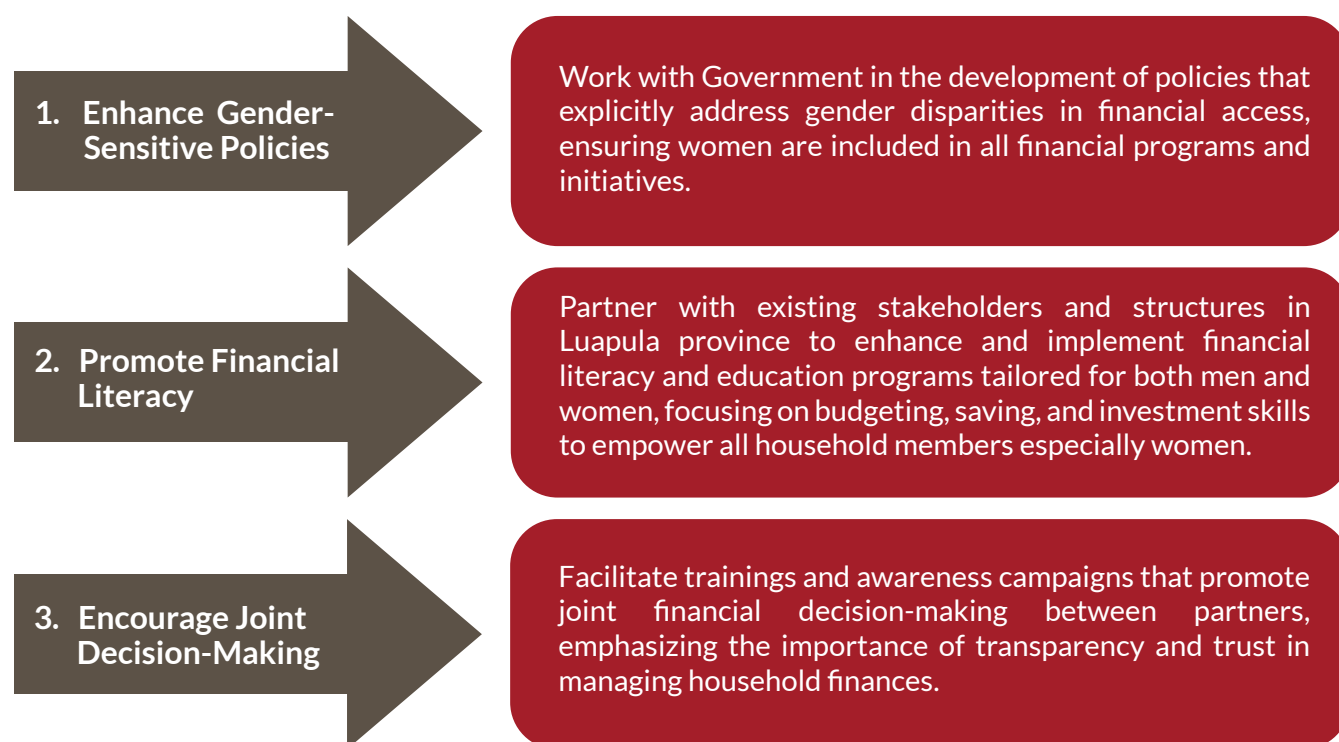 1. Enhance Gender-
Sensitive Policies
Work with Government in the development of policies that
explicitly address gender disparities in financial access,
ensuring women are included in all financial programs and
initiatives.
2. Promote Financial
Literacy
Partner with existing stakeholders and structures in
Luapula province to enhance and implement financial
literacy and education programs tailored for both men and
women, focusing on budgeting, saving, and investment skills
to empower all household members especially women.
3. Encourage Joint
Decision-Making
Facilitate trainings and awareness campaigns that promote
joint financial decision-making between partners,
emphasizing the importance of transparency and trust in
managing household finances.